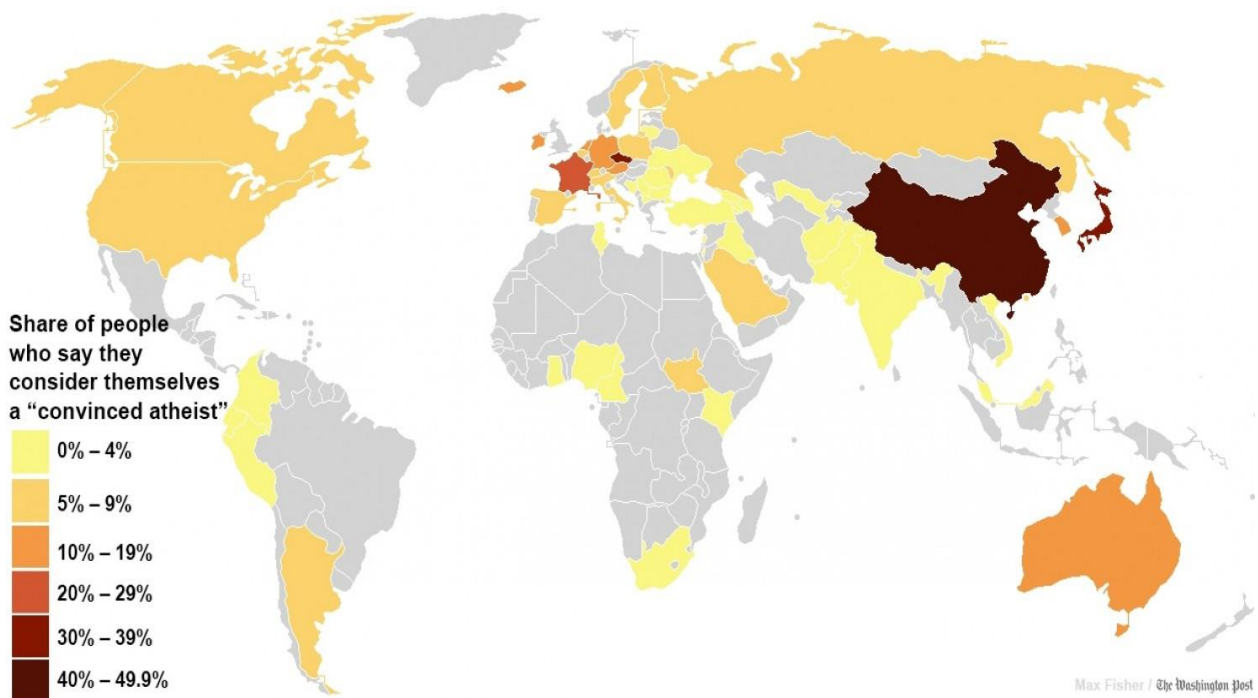 Share of people
who say they
consider themselves
a “convinced atheist”
0% – 4%
5% – 9%
10% – 19%
20% – 29%
30% – 39%
40% – 49.9%
Max Fisher / The Washington Post